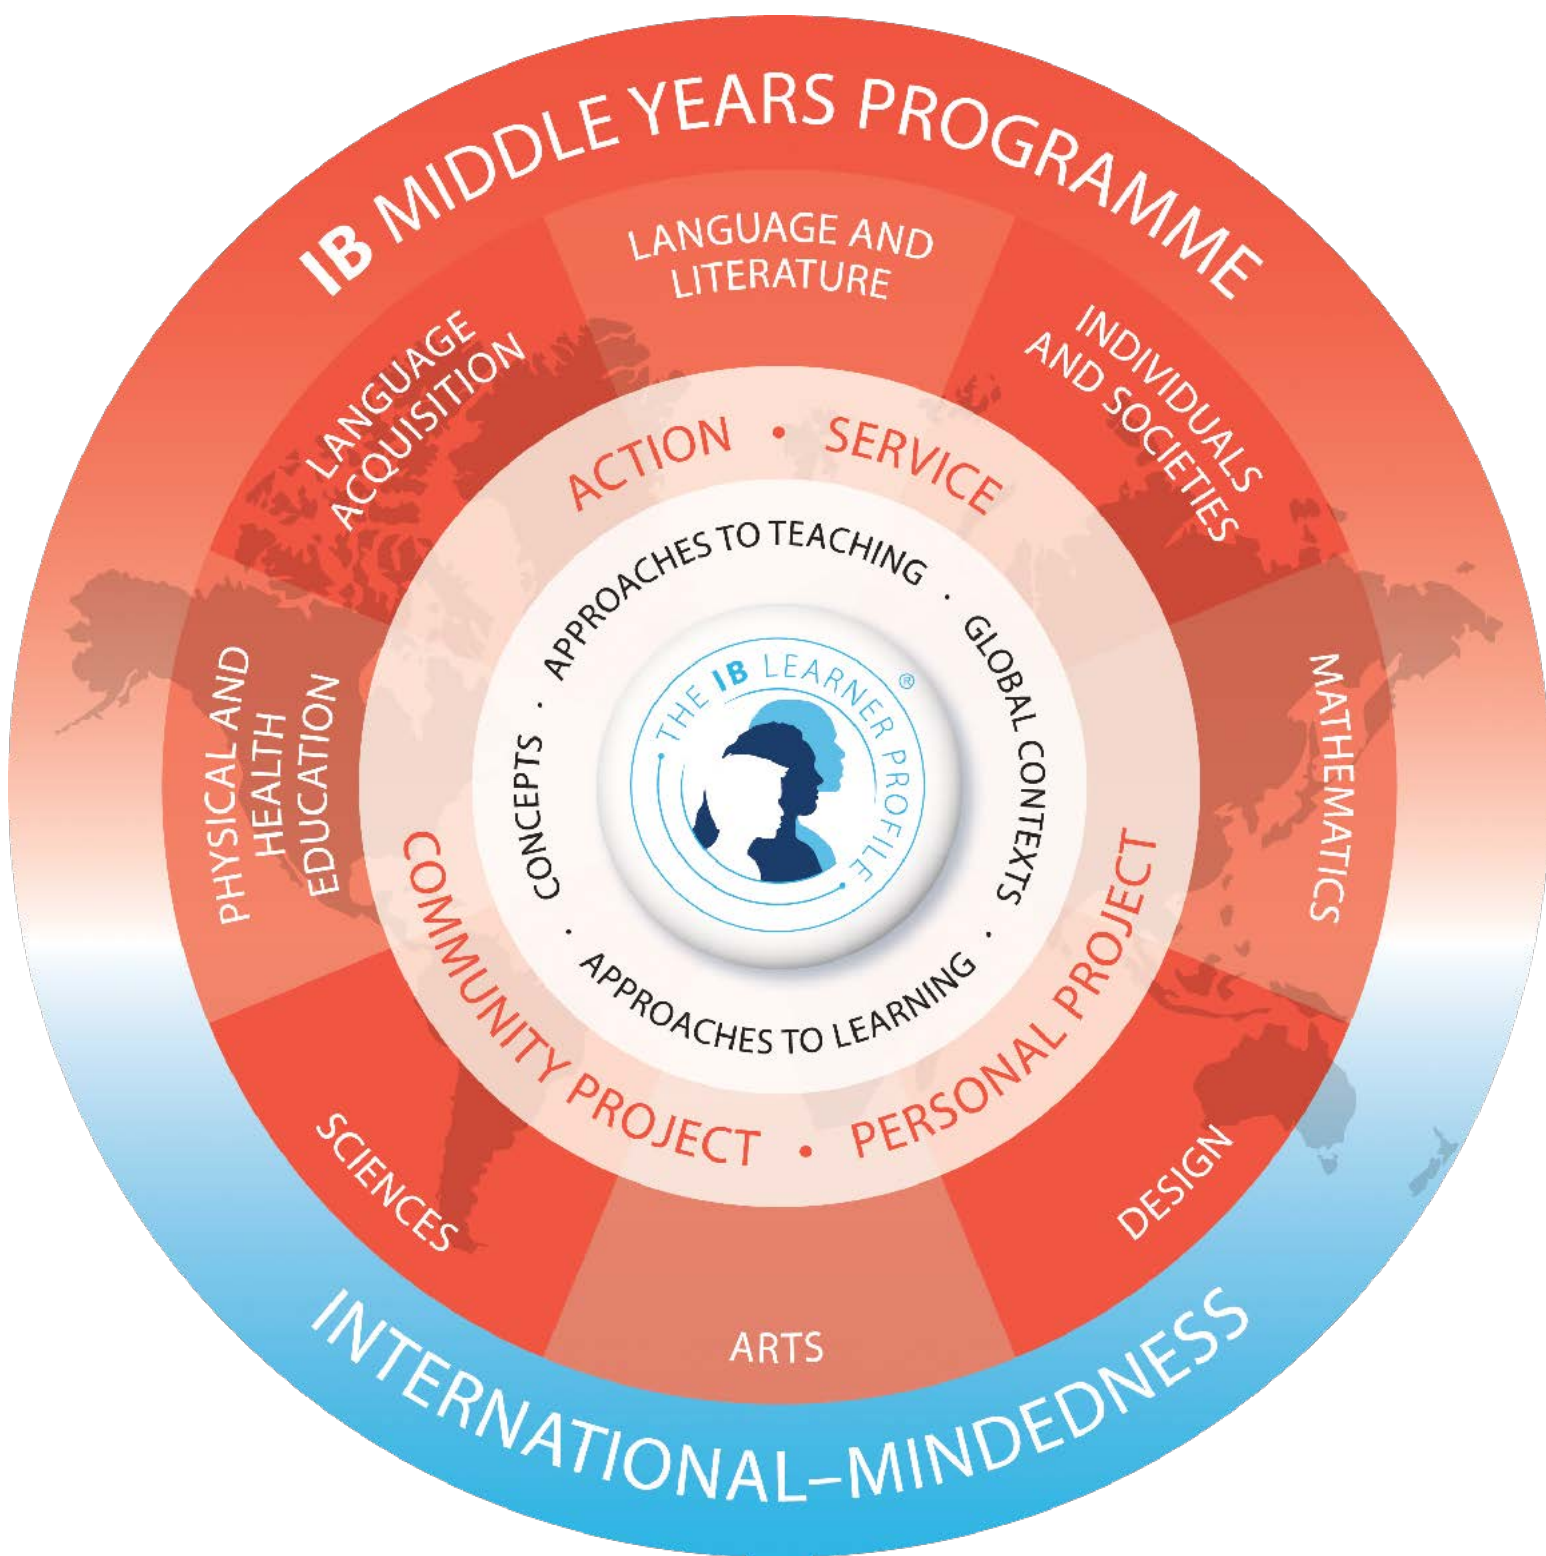 IB MIDDLE YEARS PROGRAMME
LANGUAGE AND
LITERATURE
INDIVIDUALS
AND SOCIETIES
MATHEMATICS
DESIGN
ARTS
SCIENCES
PHYSICAL AND
HEALTH
EDUCATION
LANGUAGE
ACQUISITION
ACTION • SERVICE
COMMUNITY PROJECT • PERSONAL PROJECT
APPROACHES TO TEACHING · GLOBAL CONTEXTS ·
APPROACHES TO LEARNING
· CONCEPTS ·
THE IB LEARNER PROFILE ®
INTERNATIONAL–MINDEDNESS